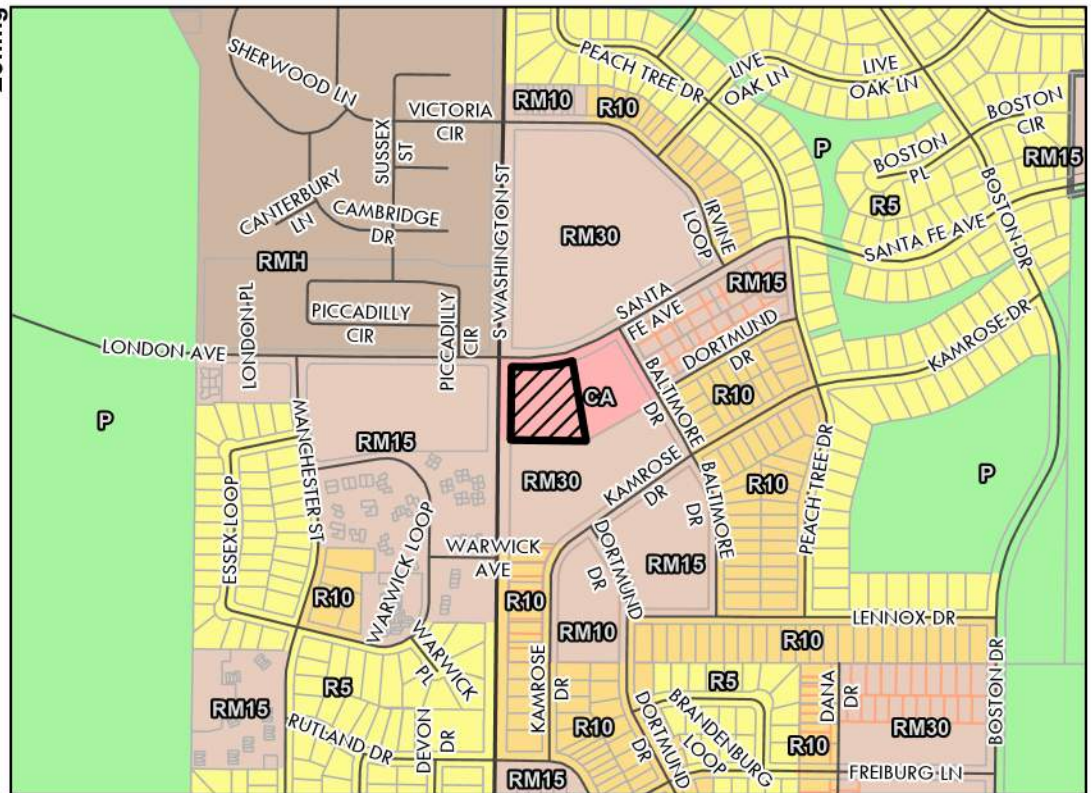 Zoning
SHERWOOD LN
PEACH TREE DR
LIVE
OAK LN
LIVE
OAK LN
RM10
R10
VICTORIA
CIR
SUSSEX
ST
BOSTON
CIR
P
BOSTON
PL
RM15
R5
BOSTON DR
CANTERBURY
LN
CAMBRIDGE
DR
RMH
S WASHINGTON ST
RM30
IRVINE
LOOP
SANTA FE AVE
LONDON PL
PICCADILLY
CIR
PICCADILLY
CIR
SANTA
FE AVE
RM15
DORTMUND
DR
KAMROSE DR
LONDON AVE
BALTIMORE
DR
CA
R10
P
MANCHESTER ST
RM15
RM30
KAMROSE
DR
BALTIMORE
DR
R10
PEACH TREE DR
P
ESSEX LOOP
WARWICK LOOP
WARWICK
AVE
DORTMUND
DR
RM15
R10
R10
RM10
LENNOX DR
R10
WARWICK
PL
KAMROSE
DR
R5
R5
DANA
DR
BOSTON DR
RM15
RUTLAND DR
DEVON
DR
R10
DORTMUND
DR
BRANDENBURG
LOOP
R10
RM30
RM15
FREIBURG LN